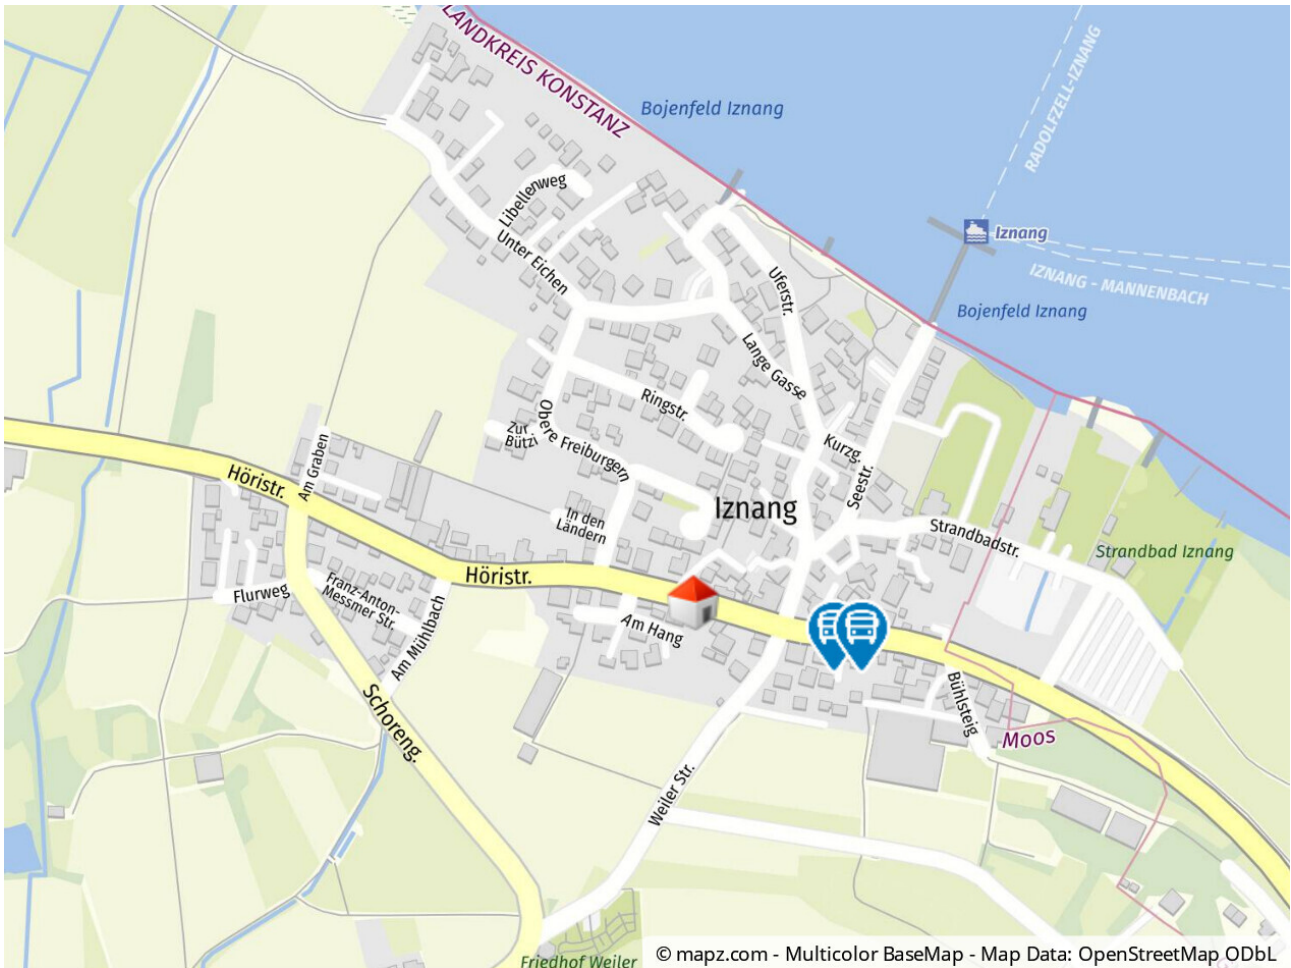 LANDKREIS KONSTANZ
Bojenfeld Iznang
RADOLFZELL-IZNANG
Iznang
IZNANG - MANNENBACH
Bojenfeld Iznang
Libellenweg
Unter Eichen
Uferstr.
Lange Gasse
Ringstr.
Obere Freiburgern
Zur
Bützi
Kurzg.
Seestr.
Am Graben
Höristr.
In den
Ländern
Iznang
Strandbadstr.
Strandbad Iznang
Höristr.
Flurweg
Franz-Anton-
Messmer Str.
Am Mühlbach
Am Hang
Schoreng.
Bühlsteig
Moos
Weiler Str.
Friedhof Weiler
© mapz.com - Multicolor BaseMap - Map Data: OpenStreetMap ODbL